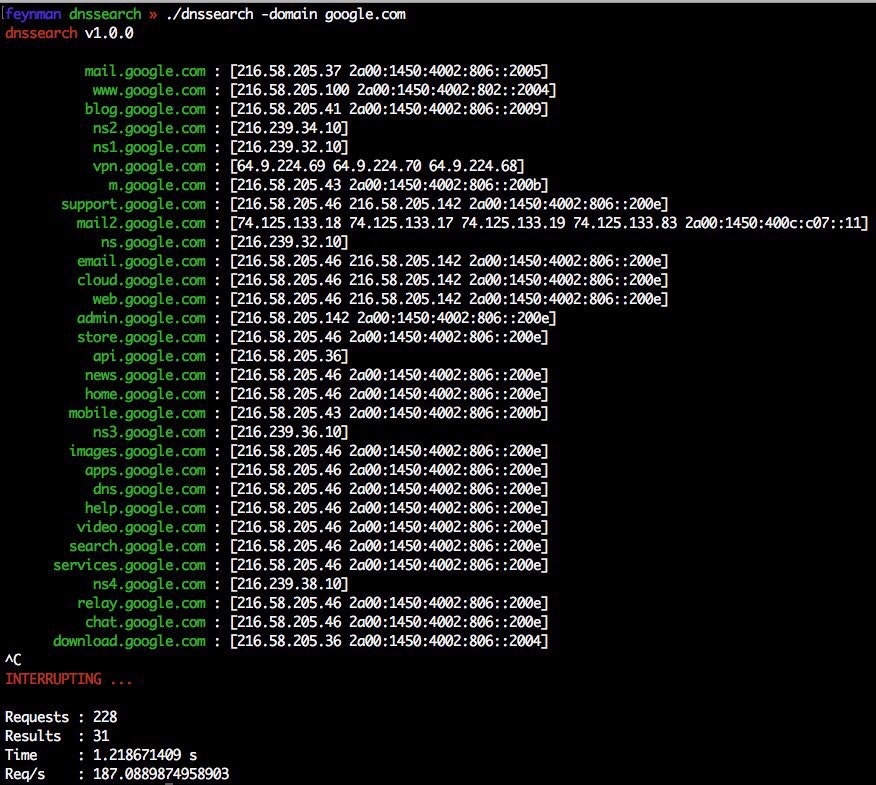 feynman dnssearch » ./dnssearch -domain google.com
dnssearch v1.0.0
mail.google.com : [216.58.205.37 2a00:1450:4002:806::2005]
www.google.com : [216.58.205.100 2a00:1450:4002:802::2004]
blog.google.com : [216.58.205.41 2a00:1450:4002:806::2009]
ns2.google.com : [216.239.34.10]
ns1.google.com : [216.239.32.10]
vpn.google.com : [64.9.224.69 64.9.224.70 64.9.224.68]
m.google.com : [216.58.205.43 2a00:1450:4002:806::200b]
support.google.com : [216.58.205.46 216.58.205.142 2a00:1450:4002:806::200e]
mail2.google.com : [74.125.133.18 74.125.133.17 74.125.133.19 74.125.133.83 2a00:1450:400c:c07::11]
ns.google.com : [216.239.32.10]
email.google.com : [216.58.205.46 216.58.205.142 2a00:1450:4002:806::200e]
cloud.google.com : [216.58.205.46 216.58.205.142 2a00:1450:4002:806::200e]
web.google.com : [216.58.205.46 216.58.205.142 2a00:1450:4002:806::200e]
admin.google.com : [216.58.205.142 2a00:1450:4002:806::200e]
store.google.com : [216.58.205.46 2a00:1450:4002:806::200e]
api.google.com : [216.58.205.36]
news.google.com : [216.58.205.46 2a00:1450:4002:806::200e]
home.google.com : [216.58.205.46 2a00:1450:4002:806::200e]
mobile.google.com : [216.58.205.43 2a00:1450:4002:806::200b]
ns3.google.com : [216.239.36.10]
images.google.com : [216.58.205.46 2a00:1450:4002:806::200e]
apps.google.com : [216.58.205.46 2a00:1450:4002:806::200e]
dns.google.com : [216.58.205.46 2a00:1450:4002:806::200e]
help.google.com : [216.58.205.46 2a00:1450:4002:806::200e]
video.google.com : [216.58.205.46 2a00:1450:4002:806::200e]
search.google.com : [216.58.205.46 2a00:1450:4002:806::200e]
services.google.com : [216.58.205.46 2a00:1450:4002:806::200e]
ns4.google.com : [216.239.38.10]
relay.google.com : [216.58.205.46 2a00:1450:4002:806::200e]
chat.google.com : [216.58.205.46 2a00:1450:4002:806::200e]
download.google.com : [216.58.205.36 2a00:1450:4002:806::2004]
^C
INTERRUPTING ...
Requests : 228
Results : 31
Time : 1.218671409 s
Req/s : 187.0889874958903